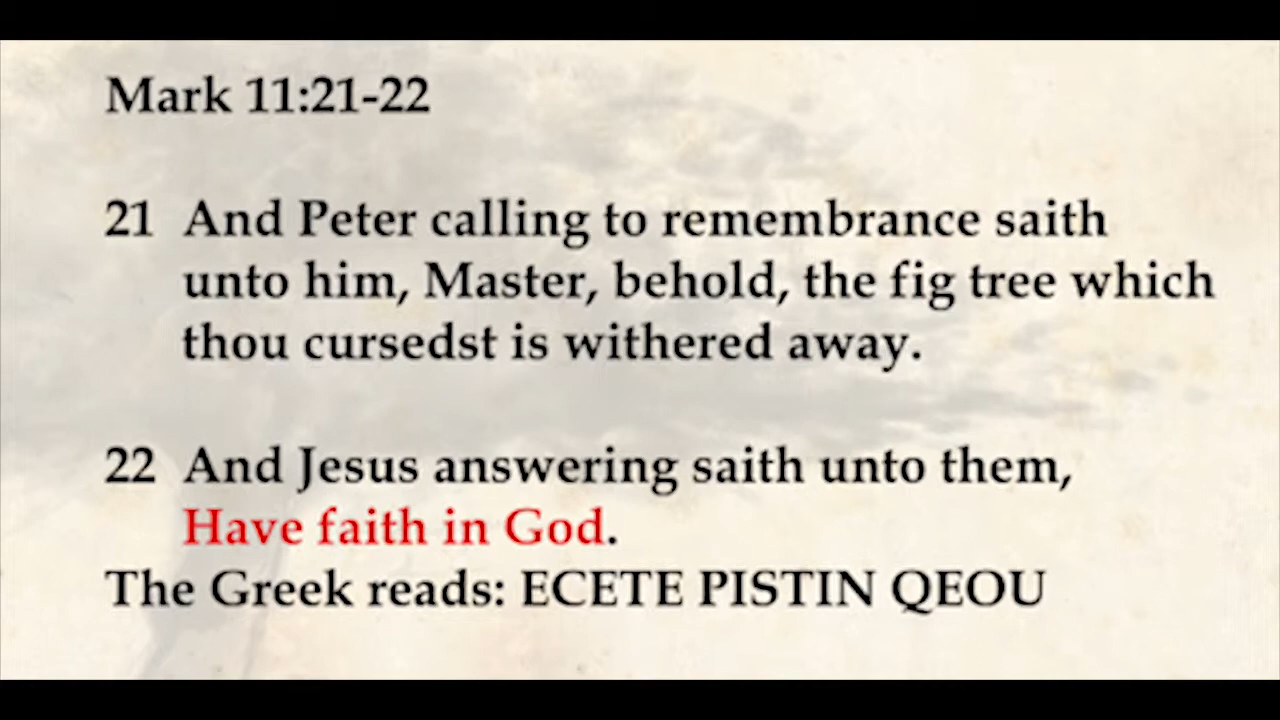 Mark 11:21-22
21 And Peter calling to remembrance saith
unto him, Master, behold, the fig tree which
thou cursedst is withered away.
22 And Jesus answering saith unto them,
Have faith in God.
The Greek reads: ECETE PISTIN QEOU